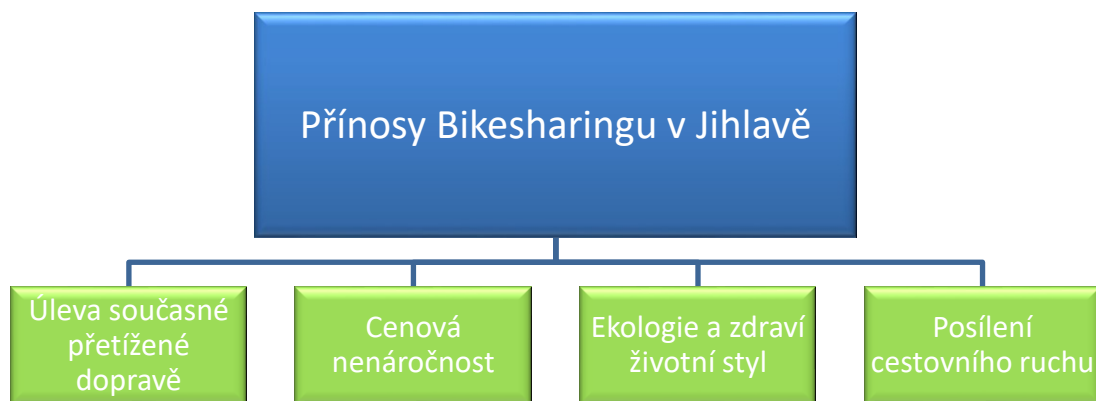 Přínosy Bikesharingu v Jihlavě
Úleva současné
přetížené
dopravě
Cenová
nenáročnost
Ekologie a zdraví
životní styl
Posílení
cestovního ruchu